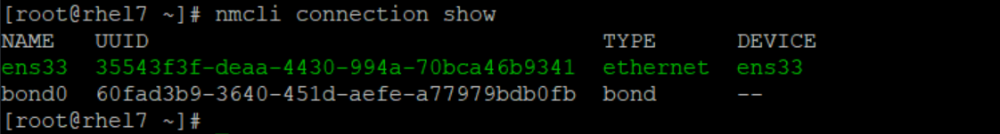 [root@rhel7 ~]# nmcli connection show
NAME   UUID                                  TYPE      DEVICE
ens33  35543f3f-deaa-4430-994a-70bca46b9341  ethernet  ens33
bond0  60fad3b9-3640-451d-aefe-a77979bdb0fb  bond      --
[root@rhel7 ~]#